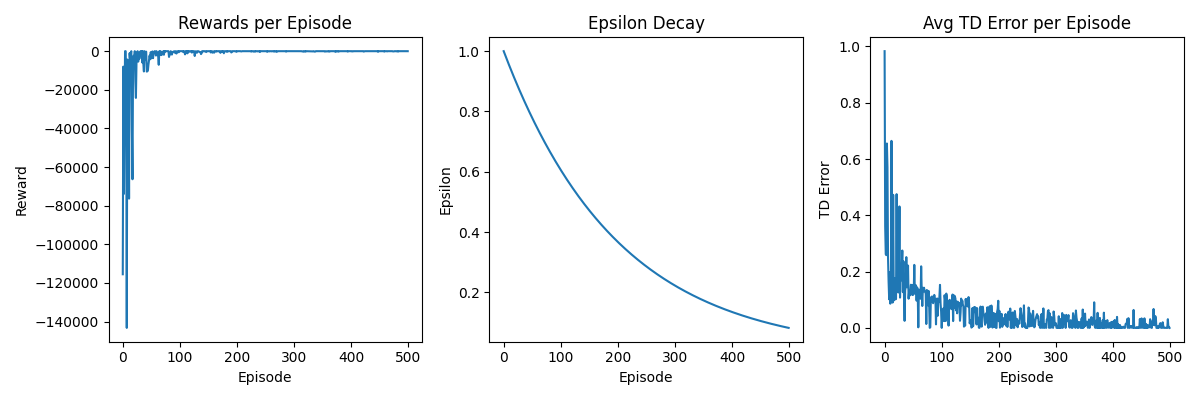 Rewards per Episode
Reward
0
−20000
−40000
−60000
−80000
−100000
−120000
−140000
0 100 200 300 400 500
Episode
Epsilon Decay
Epsilon
1.0
0.8
0.6
0.4
0.2
0 100 200 300 400 500
Episode
Avg TD Error per Episode
TD Error
1.0
0.8
0.6
0.4
0.2
0.0
0 100 200 300 400 500
Episode